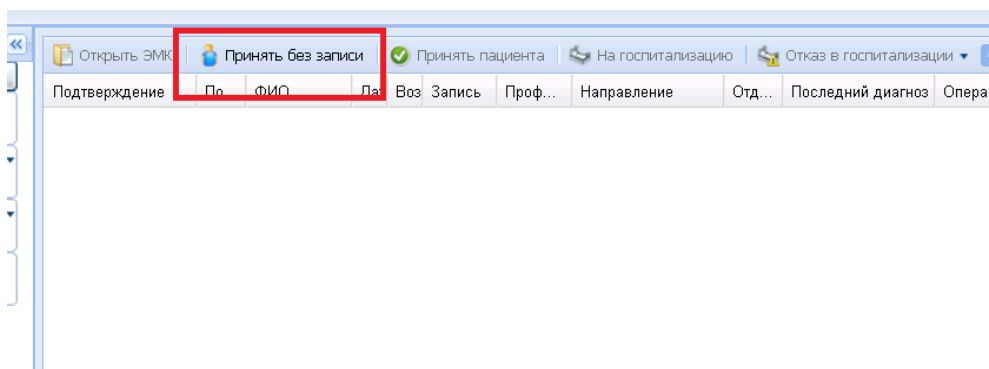 Открыть ЭМК Принять без записи Принять пациента На госпитализацию Отказ в госпитализации
Подтверждение По ФИО Дат Воз Запись Проф... Направление Отд... Последний диагноз Опера